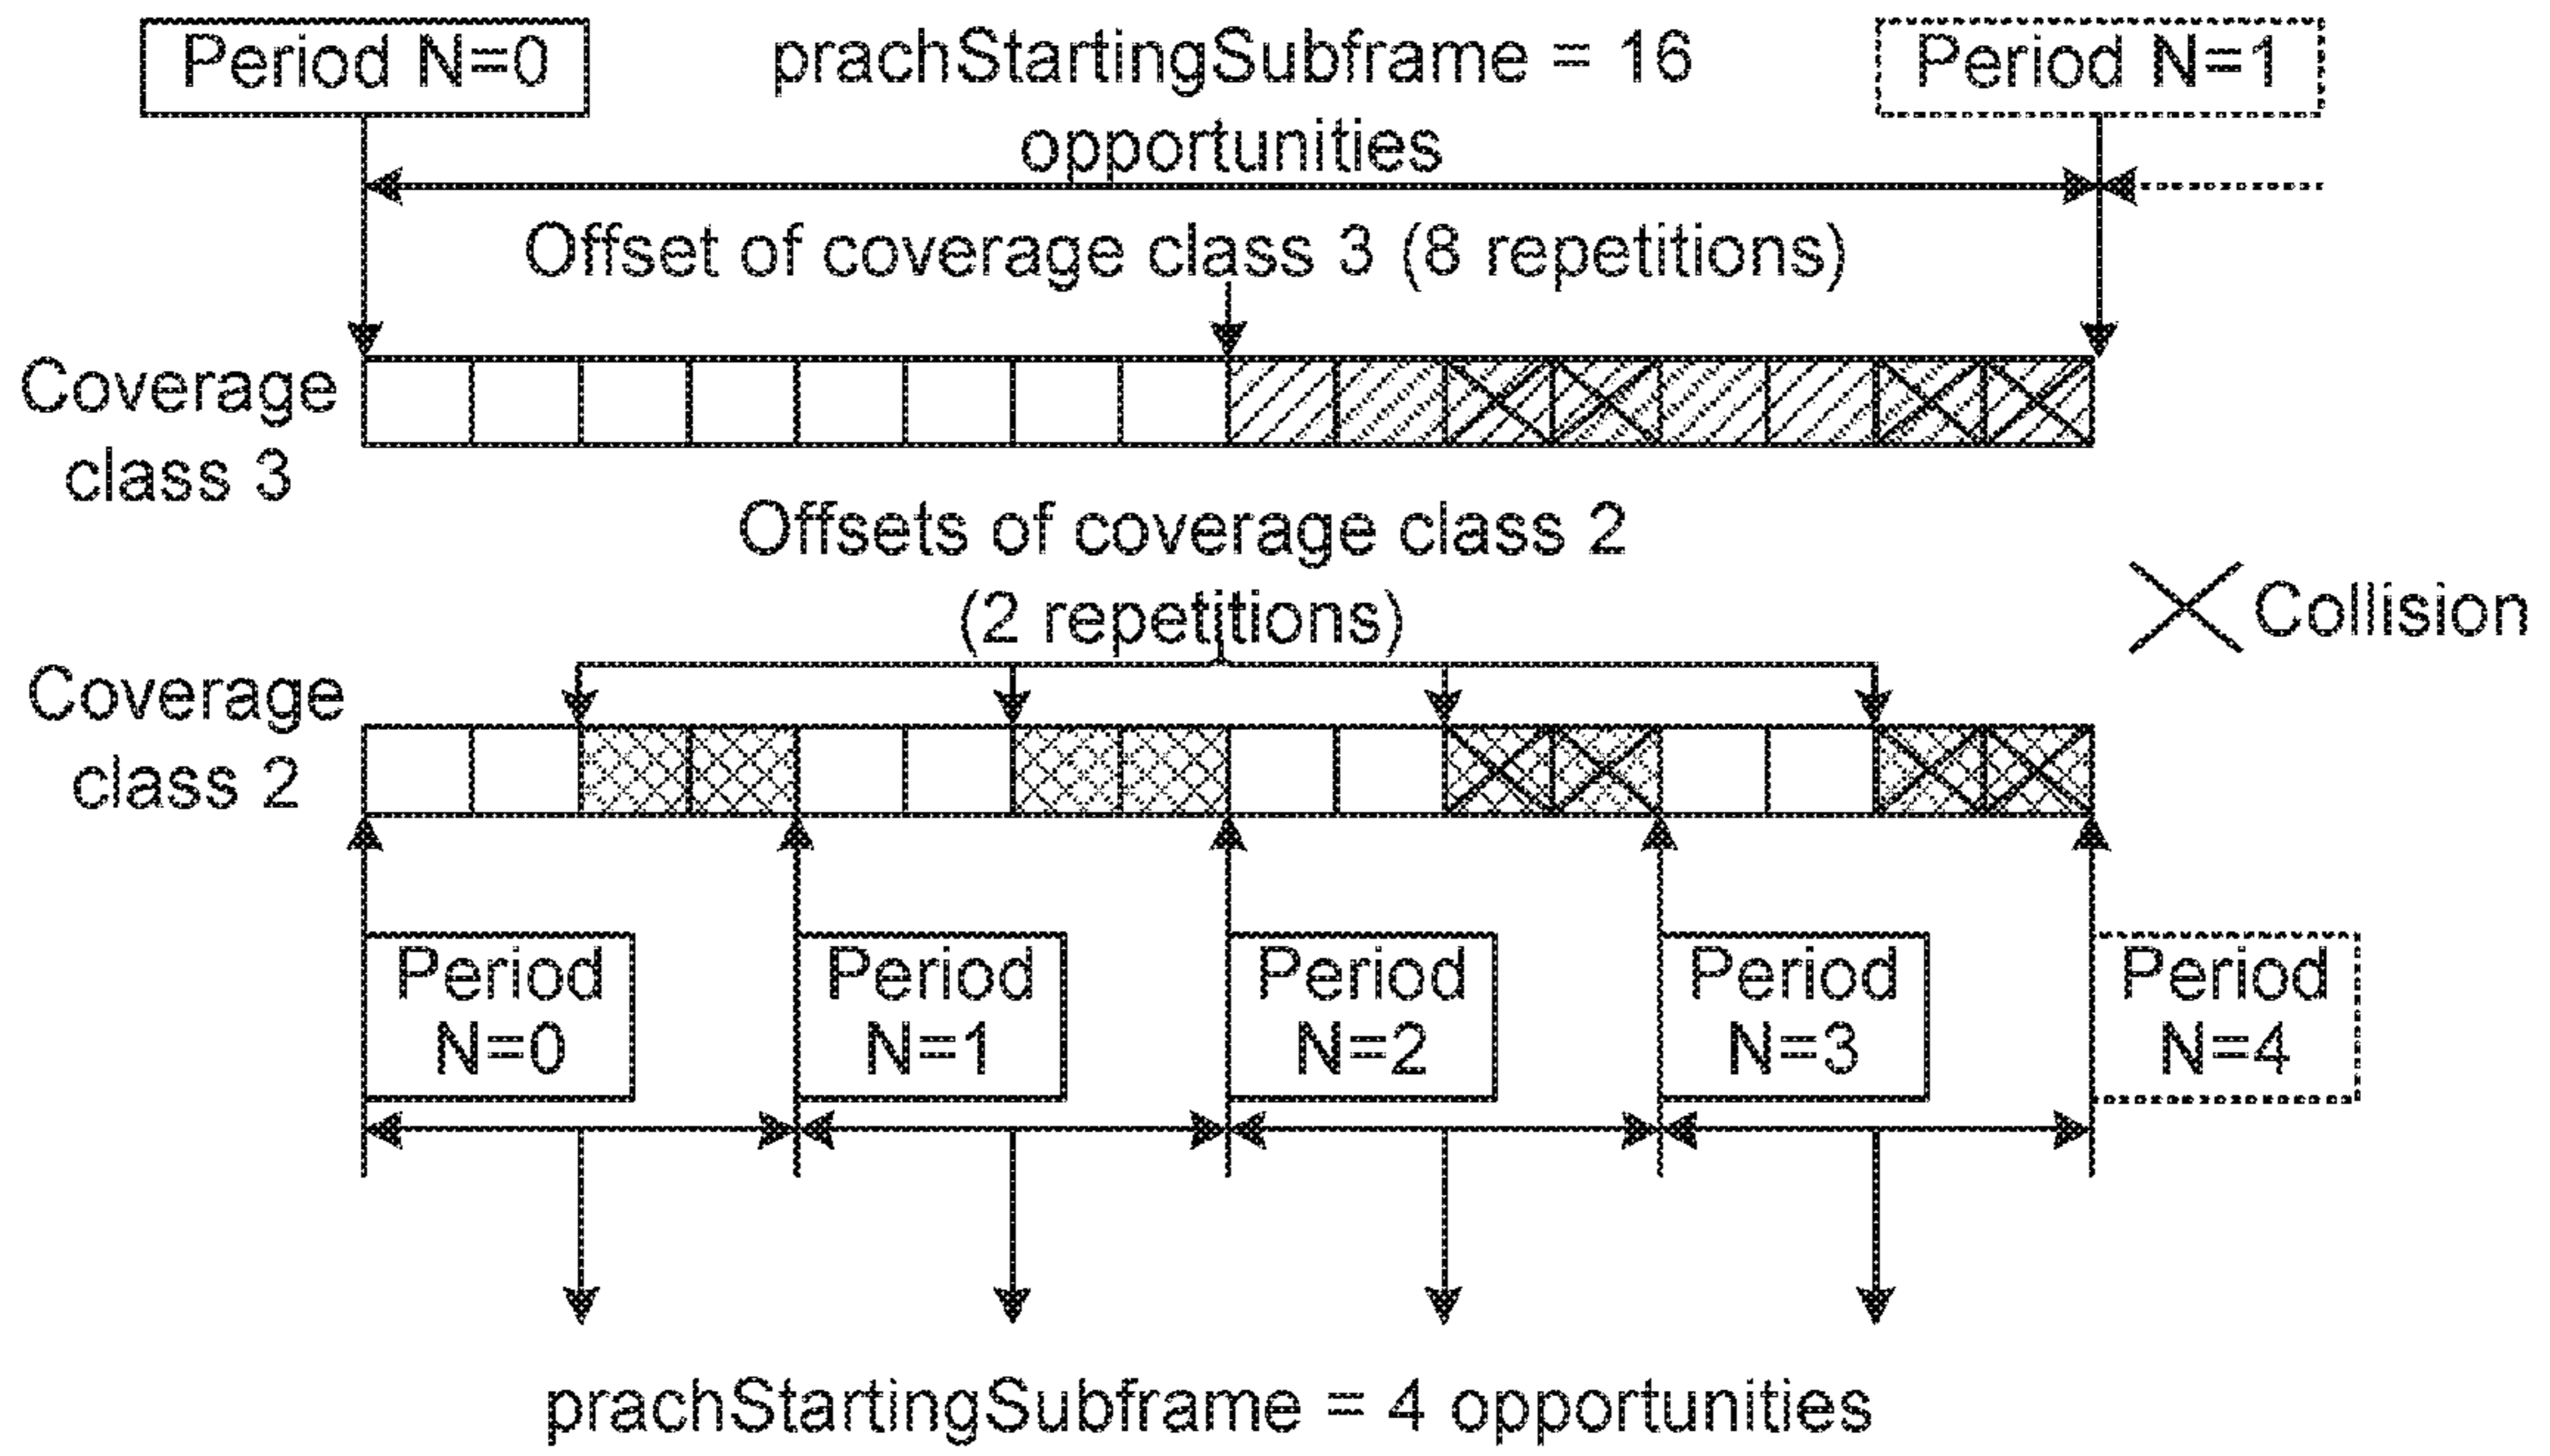 Period N=0
prachStartingSubframe = 16
opportunities
Period N=1
Offset of coverage class 3 (8 repetitions)
Coverage
class 3
Offsets of coverage class 2
(2 repetitions)
Collision
Coverage
class 2
Period
N=0
Period
N=1
Period
N=2
Period
N=3
Period
N=4
prachStartingSubframe = 4 opportunities